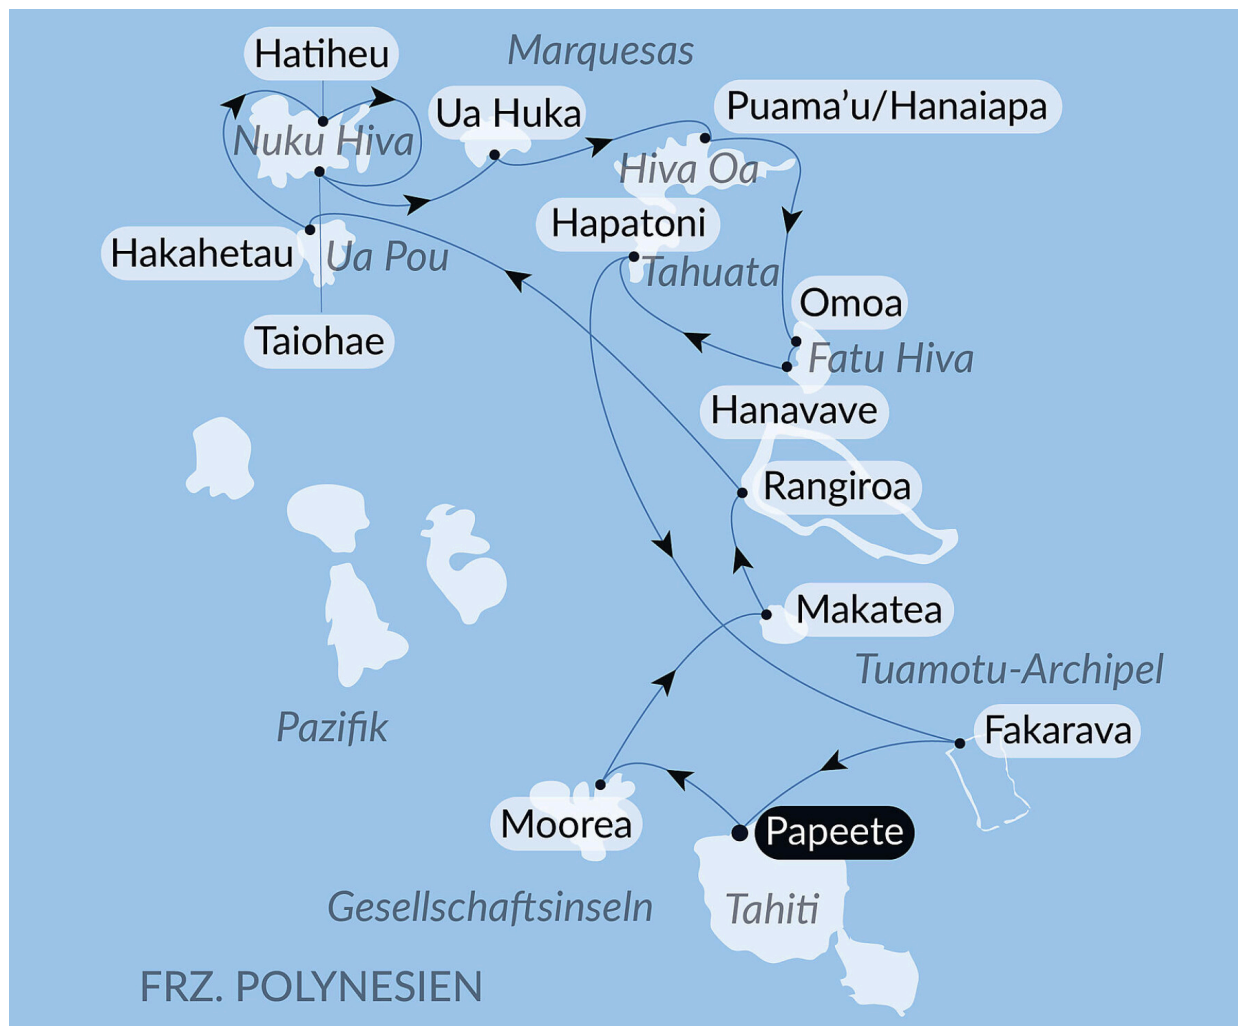 Hatiheu
Marquesas
Ua Huka
Puama’u/Hanaiapa
Nuku Hiva
Hiva Oa
Hapatoni
Hakahetau
Ua Pou
Tahuata
Omoa
Taiohae
Fatu Hiva
Hanavave
Rangiroa
Makatea
Tuamotu-Archipel
Pazifik
Fakarava
Moorea
Papeete
Gesellschaftsinseln
Tahiti
FRZ. POLYNESIEN